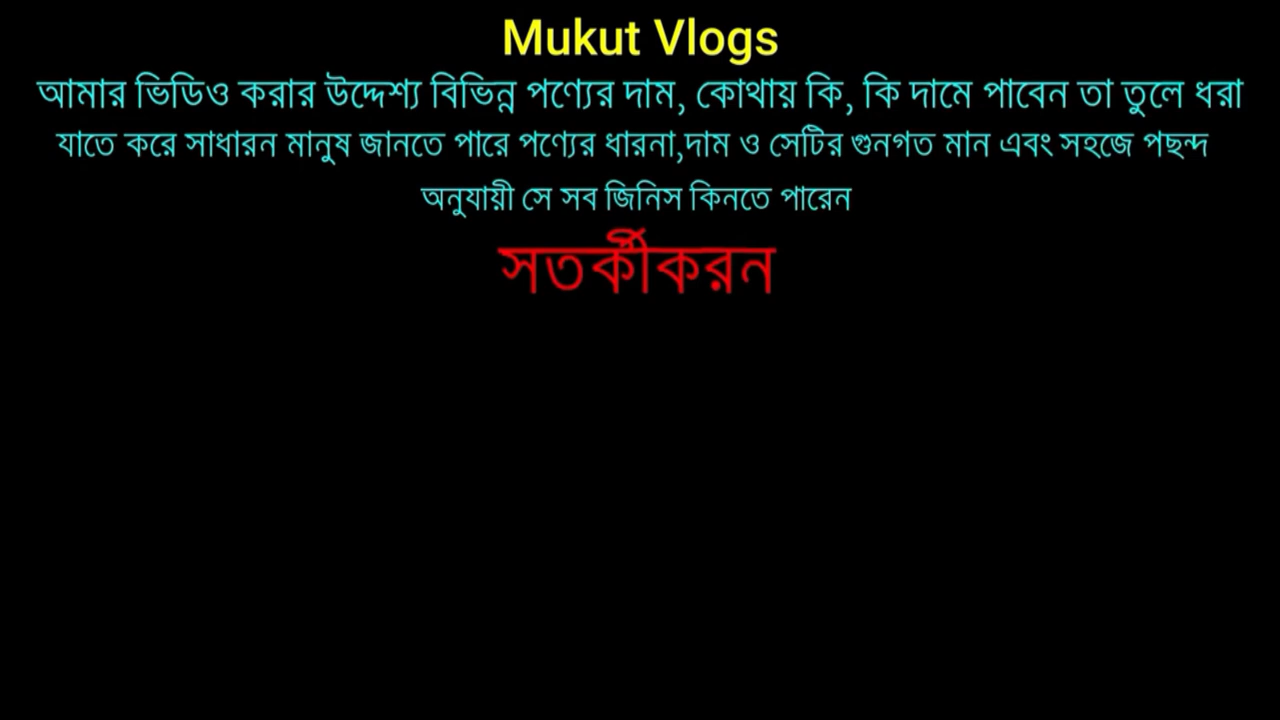 Mukut Vlogs
আমার ভিডিও করার উদ্দেশ্য বিভিন্ন পণ্যের দাম, কোথায় কি, কি দামে পাবেন তা তুলে ধরা
যাতে করে সাধারন মানুষ জানতে পারে পণ্যের ধারনা,দাম ও সেটির গুনগত মান এবং সহজে পছন্দ
অনুযায়ী সে সব জিনিস কিনতে পারেন
সতর্কীকরন